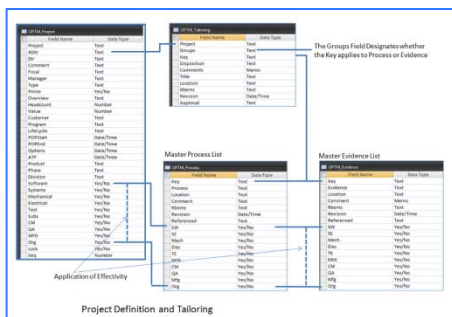 OPTM_Project
Field Name Data Type
Project Text
Abbr Text
Dir Text
Comment Text
Focal Text
Manager Text
Type Text
Prime Yes/No
Overview Text
Headcount Number
Value Number
Customer Text
Program Text
Lifecycle Text
POPStart Date/Time
POPEnd Date/Time
Options Date/Time
ATP Date/Time
Product Text
Phase Text
Division Text
Software Yes/No
Systems Yes/No
Mechanical Yes/No
Electrical Yes/No
Test Yes/No
Subs Yes/No
CM Yes/No
QA Yes/No
MFG Yes/No
Org Yes/No
Lock Yes/No
Seq Number
OPTM_Tailoring
Field Name Data Type
Project Text
Groups Text
Key Text
Disposition Text
Comments Memo
Title Text
Location Text
Ritems Text
Revision Date/Time
Approval Text
The Groups Field Designates whether
the Key applies to Process or Evidence
Master Process List
OPTM_Process
Field Name Data Type
Key Text
Process Text
Location Text
Comment Text
Ritems Text
Revision Date/Time
Referenced Text
SW Yes/No
SE Yes/No
Mech Yes/No
Elec Yes/No
TE Yes/No
MSK Yes/No
CM Yes/No
QA Yes/No
Mfg Yes/No
Org Yes/No
Master Evidence List
OPTM_Evidence
Field Name Data Type
Key Text
Evidence Text
Location Text
Comment Memo
Ritems Text
Revision Date/Time
Referenced Text
SW Yes/No
SE Yes/No
Mech Yes/No
Elec Yes/No
TE Yes/No
MSK Yes/No
CM Yes/No
QA Yes/No
Mfg Yes/No
Org Yes/No
Application of Effectivity
Project Definition and Tailoring